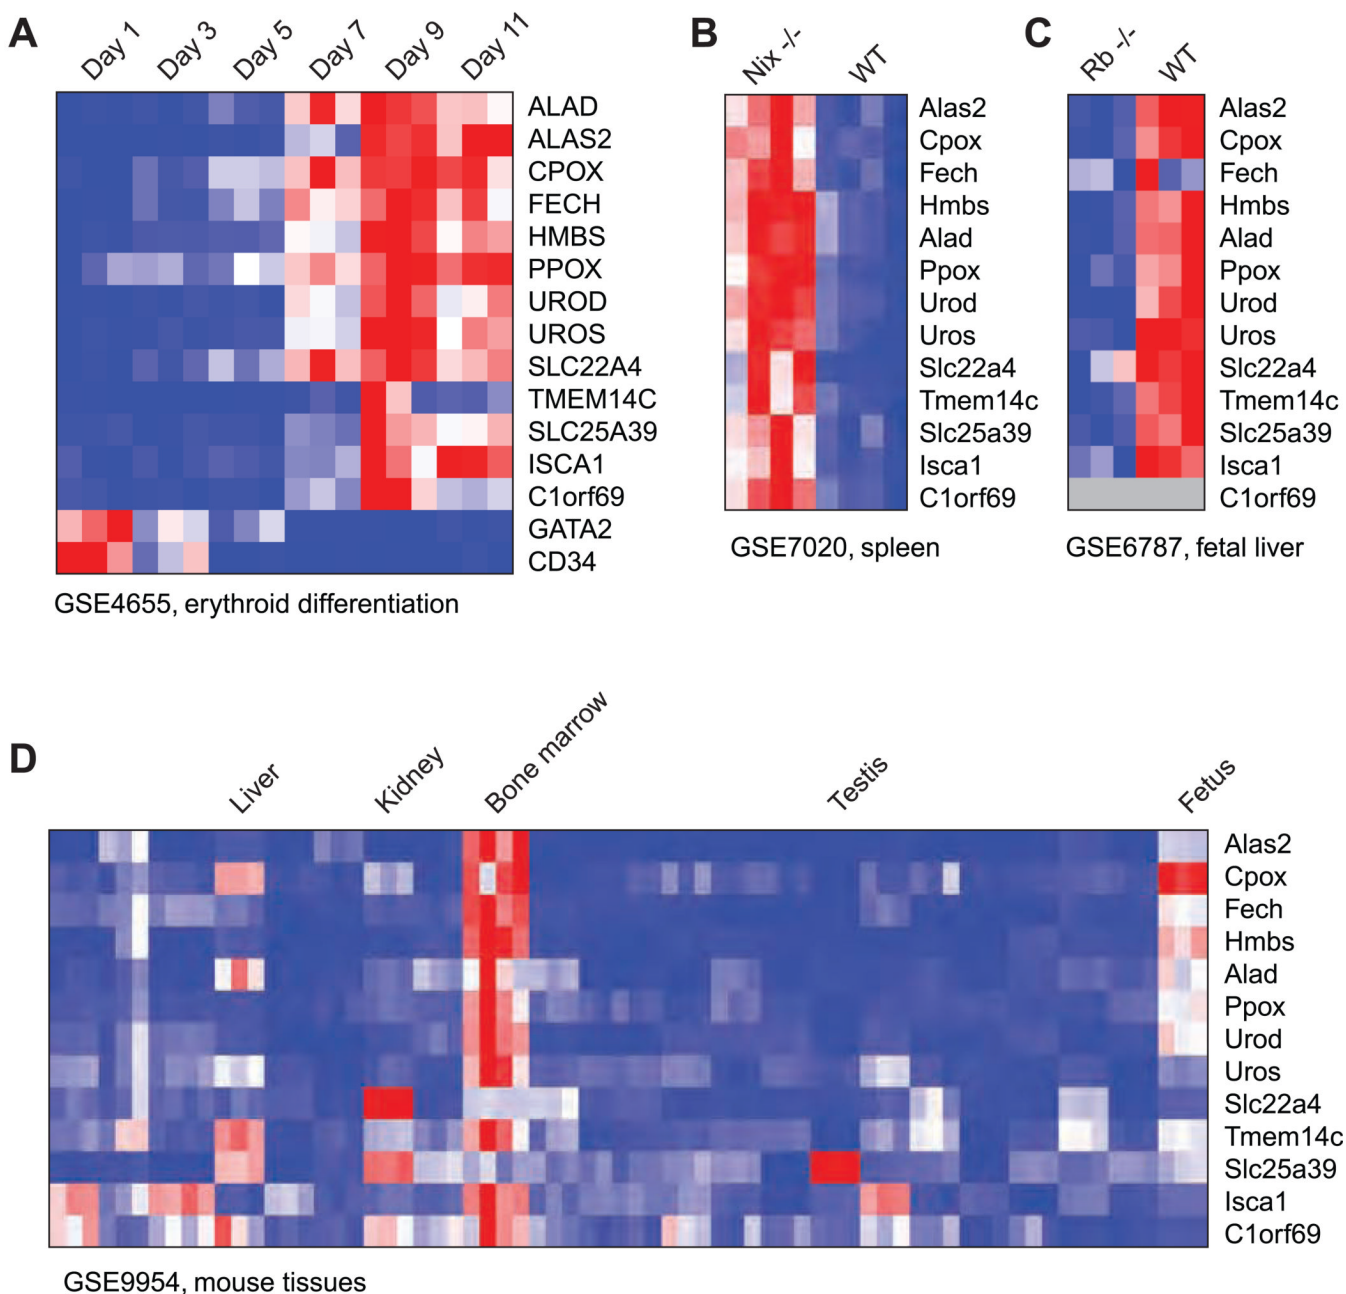 A
Day 1
Day 3
Day 5
Day 7
Day 9
Day 11
ALAD
ALAS2
CPOX
FECH
HMBS
PPOX
UROD
UROS
SLC22A4
TMEM14C
SLC25A39
ISCA1
C1orf69
GATA2
CD34
GSE4655, erythroid differentiation
B
Nix -/-
WT
Alas2
Cpox
Fech
Hmbs
Alad
Ppox
Urod
Uros
Slc22a4
Tmem14c
Slc25a39
Isca1
C1orf69
GSE7020, spleen
C
Rb -/-
WT
Alas2
Cpox
Fech
Hmbs
Alad
Ppox
Urod
Uros
Slc22a4
Tmem14c
Slc25a39
Isca1
C1orf69
GSE6787, fetal liver
D
Liver
Kidney
Bone marrow
Testis
Fetus
Alas2
Cpox
Fech
Hmbs
Alad
Ppox
Urod
Uros
Slc22a4
Tmem14c
Slc25a39
Isca1
C1orf69
GSE9954, mouse tissues